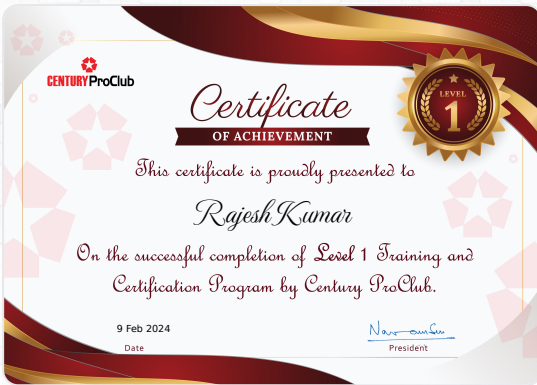 CENTURY ProClub
LEVEL
1
Certificate
OF ACHIEVEMENT
This certificate is proudly presented to
Rajesh Kumar
On the successful completion of Level 1 Training and
Certification Program by Century ProClub.
9 Feb 2024
Date
President